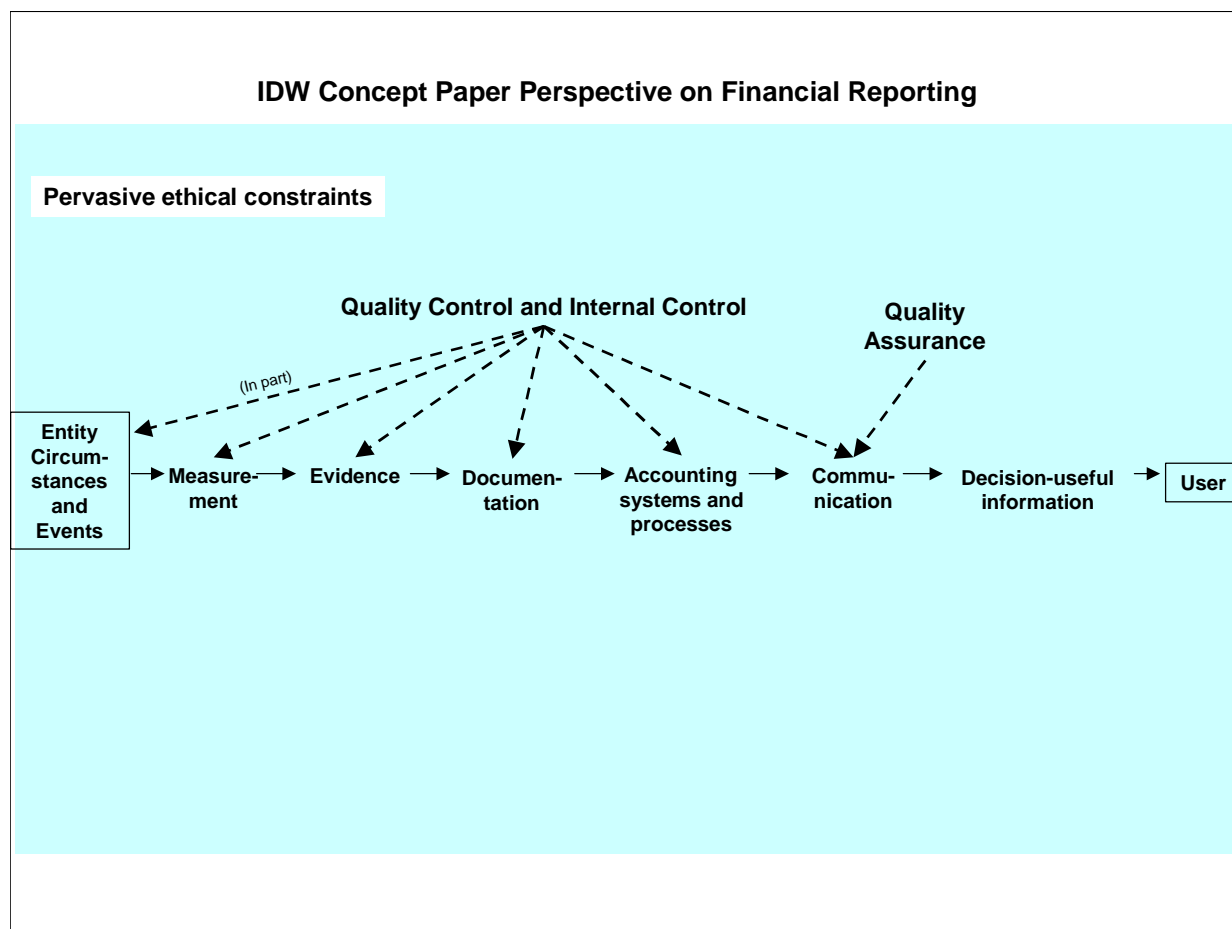 IDW Concept Paper Perspective on Financial Reporting
Pervasive ethical constraints
Quality Control and Internal Control
Quality
Assurance
(In part)
Entity
Circum-
stances
and
Events
Measure-
ment
Evidence
Documen-
tation
Accounting
systems and
processes
Commu-
nication
Decision-useful
information
User